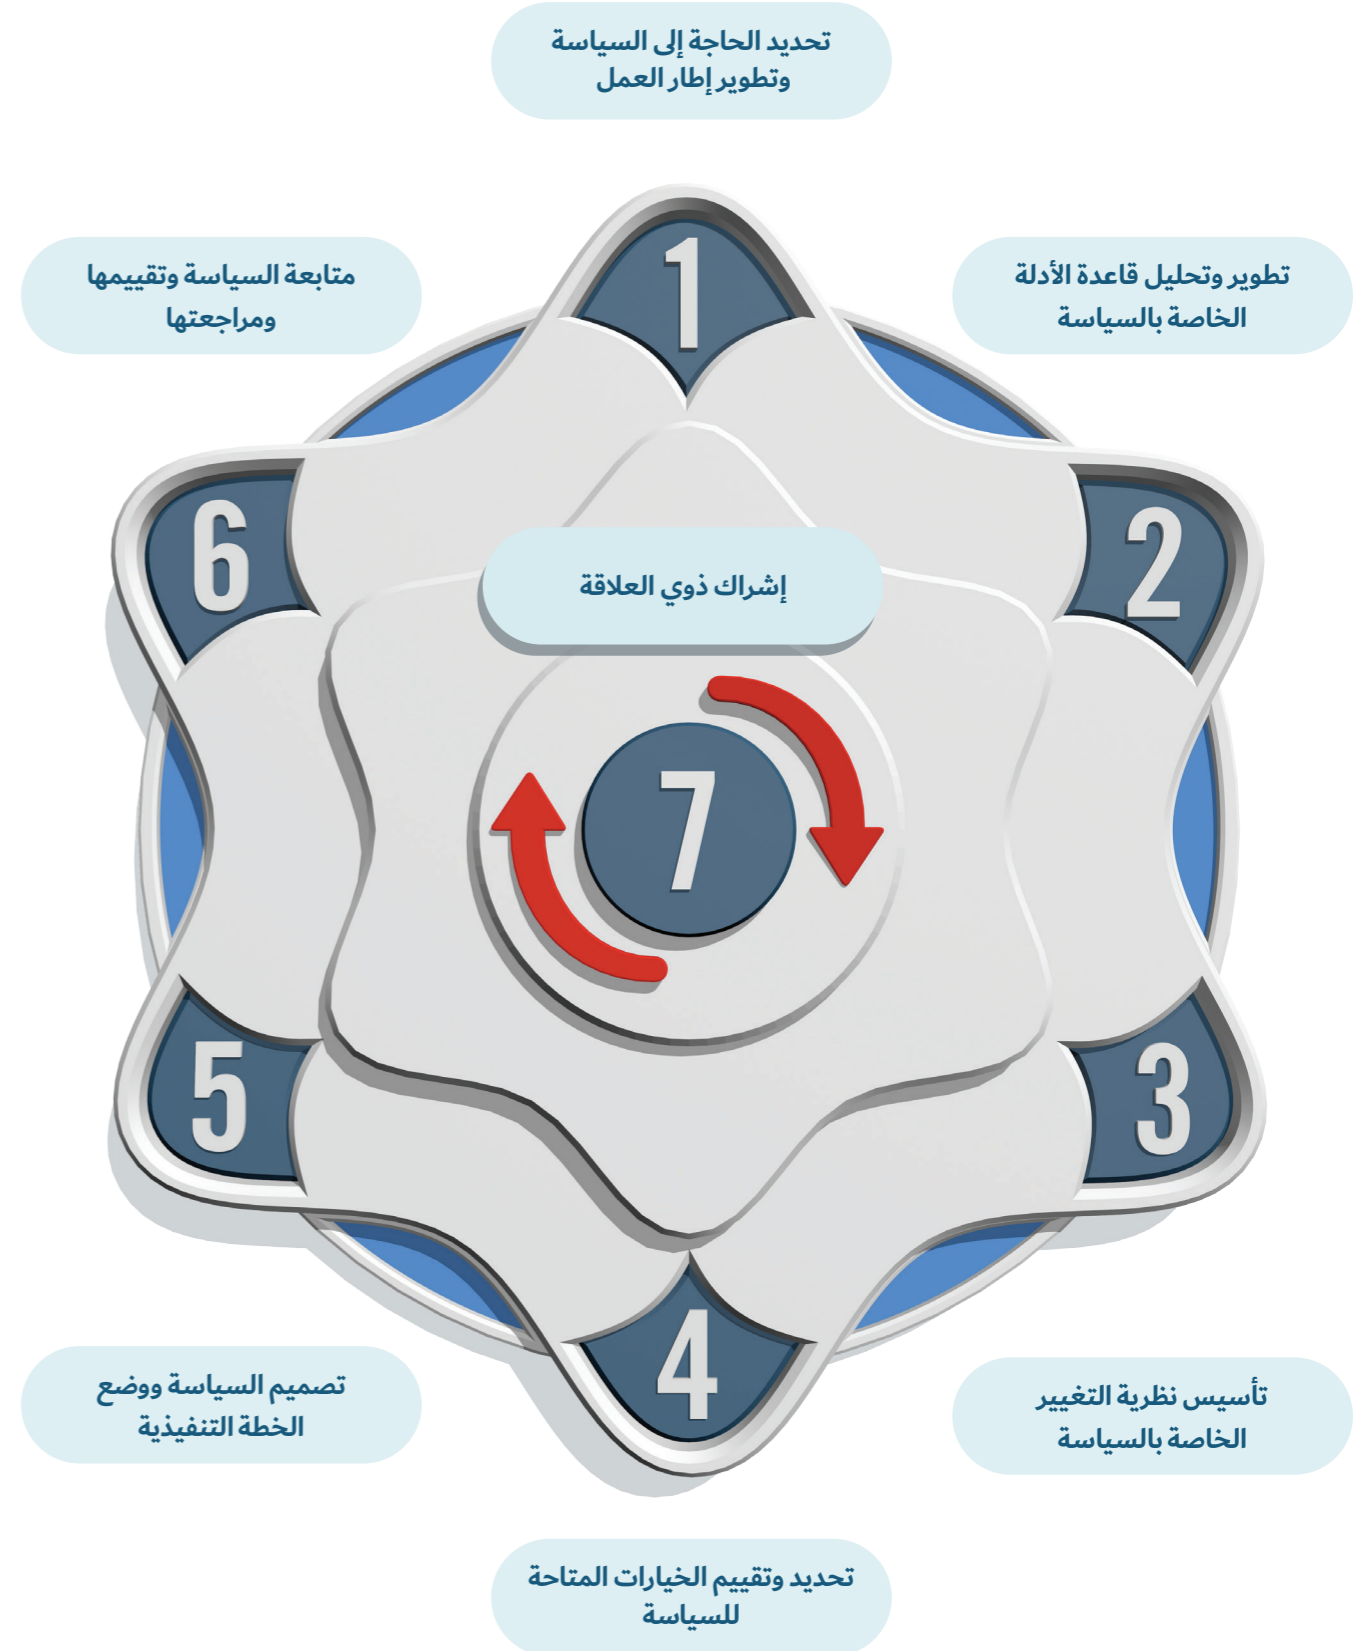 تحديد الحاجة إلى السياسة
وتطوير إطار العمل
1
تطوير وتحليل قاعدة الأدلة
الخاصة بالسياسة
2
تأسيس نظرية التغيير
الخاصة بالسياسة
3
تحديد وتقييم الخيارات المتاحة
للسياسة
4
تصميم السياسة ووضع
الخطة التنفيذية
5
متابعة السياسة وتقييمها
ومراجعتها
6
إشراك ذوي العلاقة
7